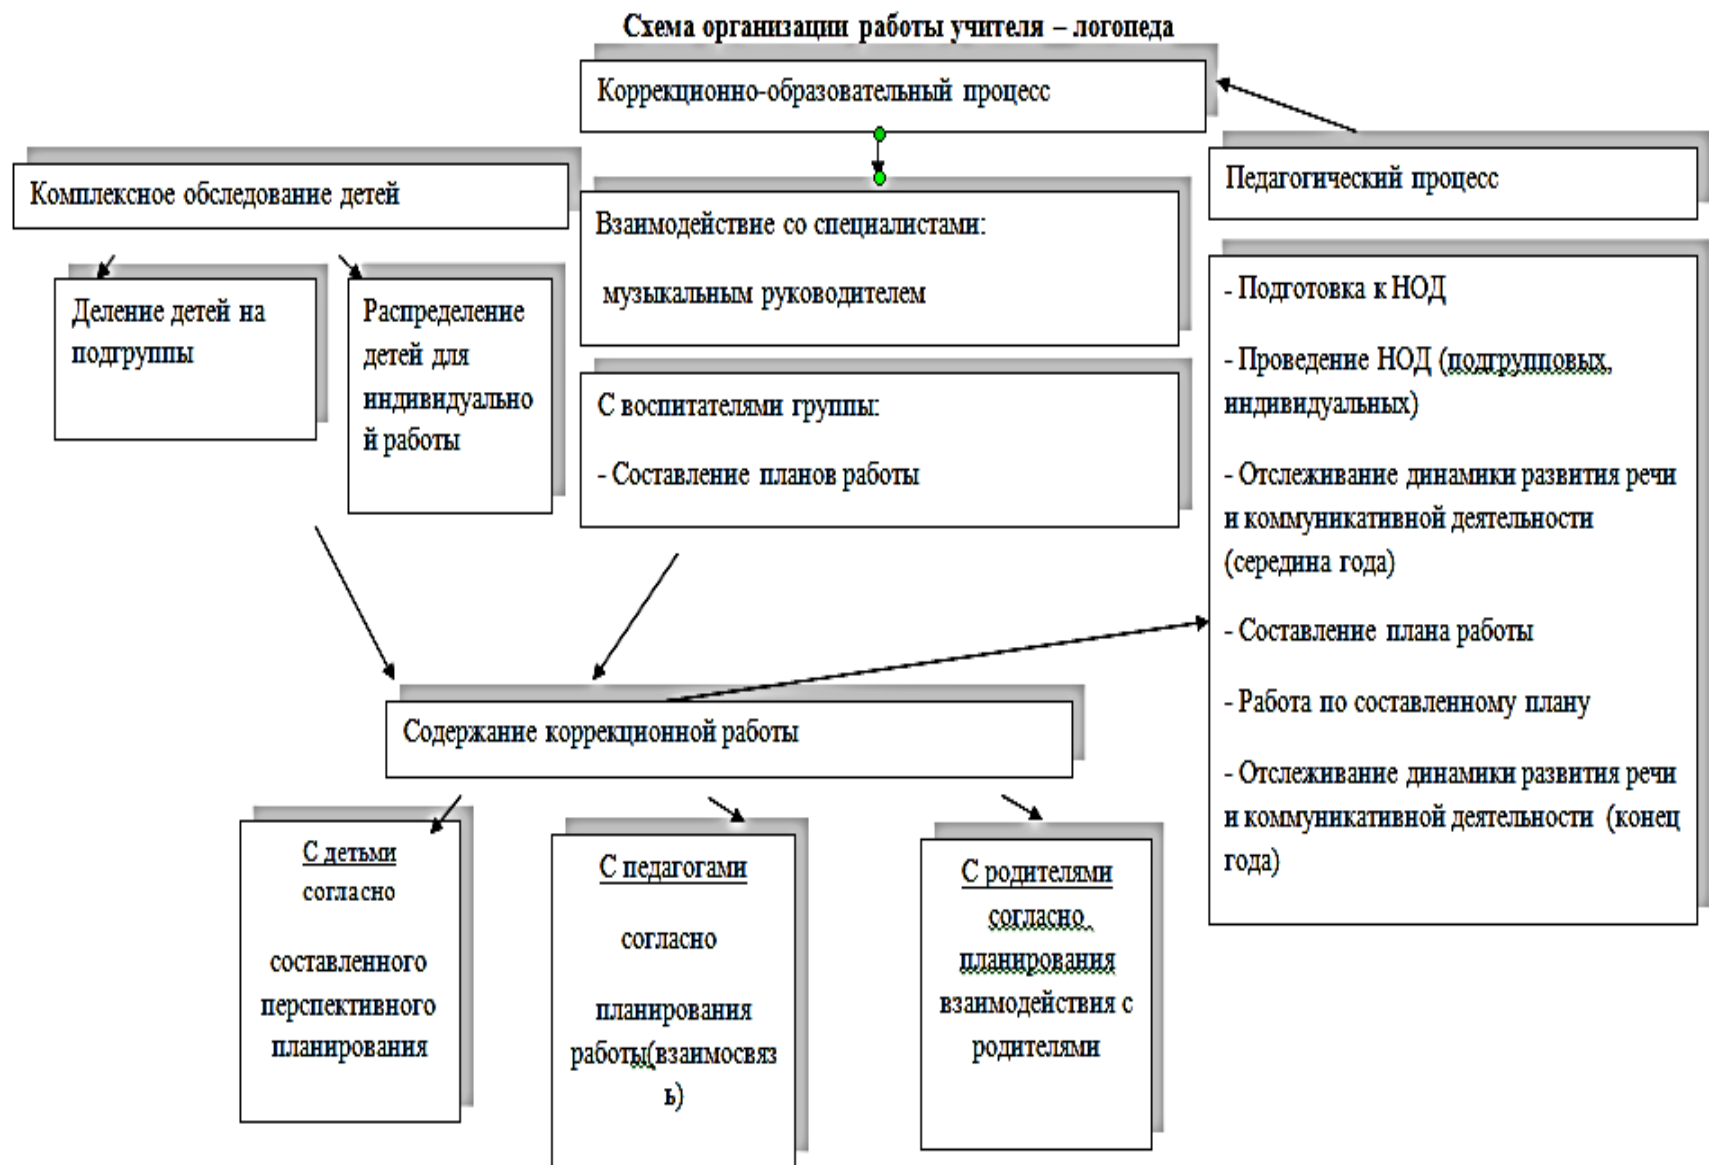 Схема организации работы учителя – логопеда
Коррекционно-образовательный процесс
Комплексное обследование детей
Деление детей на
подгруппы
Распределение
детей для
индивидуально
й работы
Взаимодействие со специалистами:
музыкальным руководителем
С воспитателями группы:
- Составление планов работы
Педагогический процесс
- Подготовка к НОД
- Проведение НОД (подгрупповых,
индивидуальных)
- Отслеживание динамики развития речи
и коммуникативной деятельности
(середина года)
- Составление плана работы
- Работа по составленному плану
- Отслеживание динамики развития речи
и коммуникативной деятельности (конец
года)
Содержание коррекционной работы
С детьми
согласно
составленного
перспективного
планирования
С педагогами
согласно
планирования
работы(взаимосвяз
ь)
С родителями
согласно
планирования
взаимодействия с
родителями